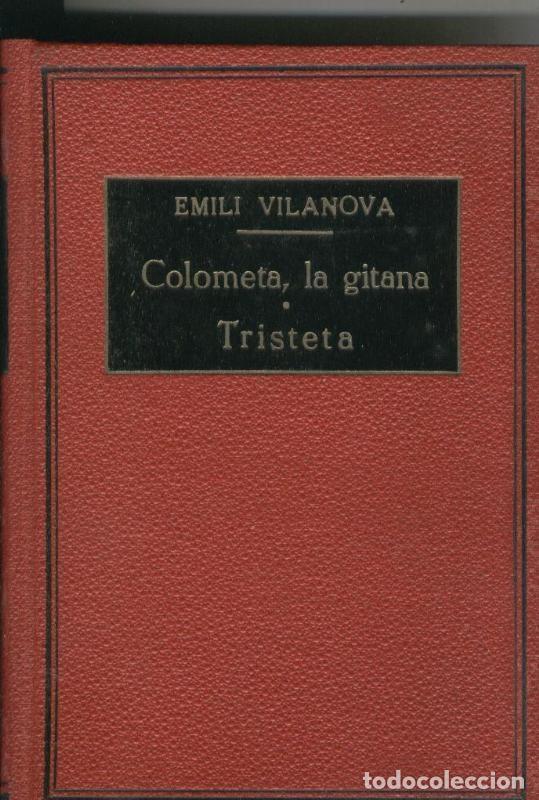 EMILI VILANOVA
Colometa, la gitana
•
Tristeta
todocoleccion